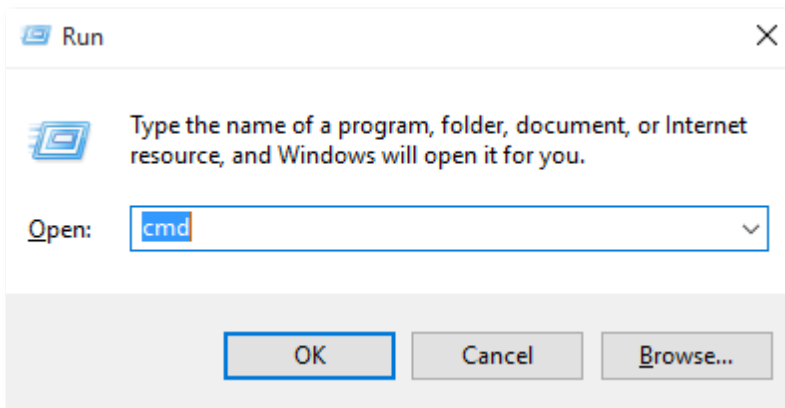 Run
Type the name of a program, folder, document, or Internet
resource, and Windows will open it for you.
Open: cmd
OK Cancel Browse...